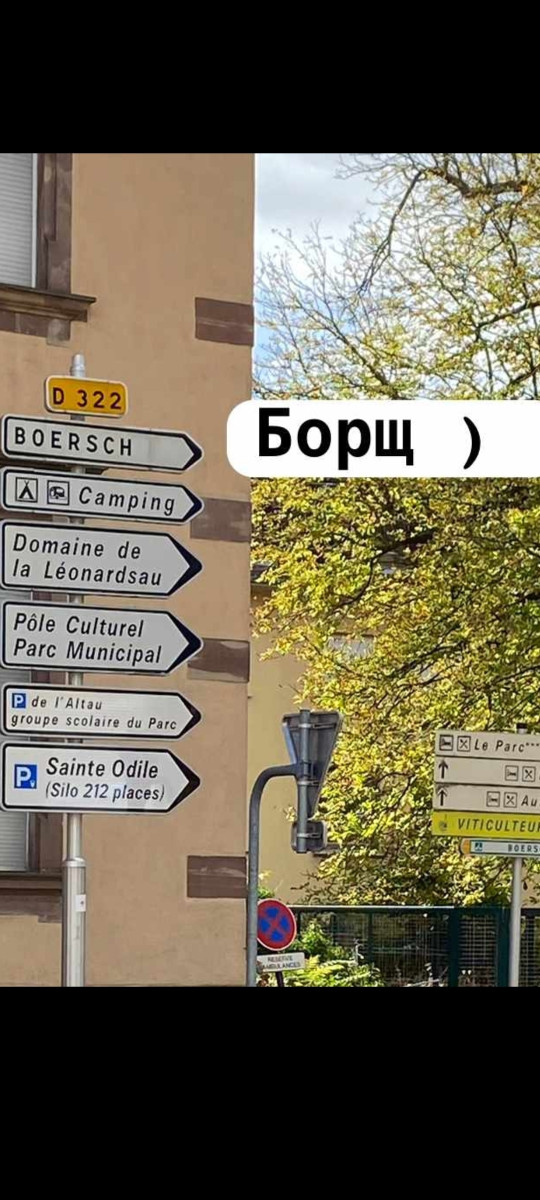 D 322
BOERSCH
Борщ )
Camping
Domaine de
la Léonardsau
Pôle Culturel
Parc Municipal
P de l'Altau
groupe scolaire du Parc
P Sainte Odile
(Silo 212 places)
Le Parc***
Au
VITICULTEU
BOERS
RESERVE
AMBULANCES